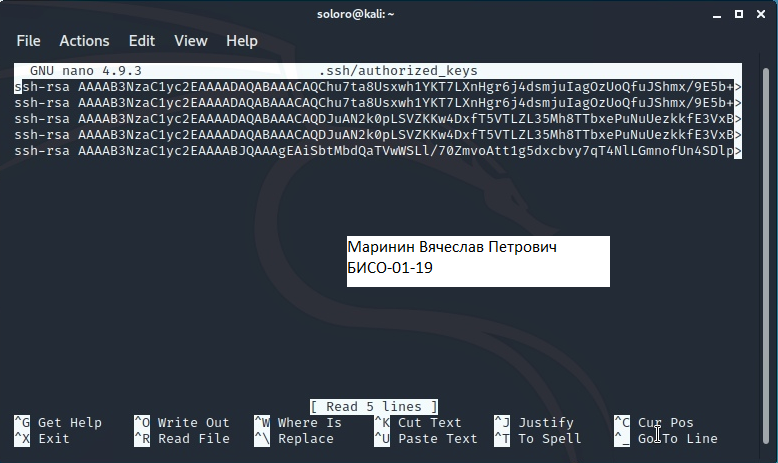 soloro@kali: ~
File Actions Edit View Help
GNU nano 4.9.3 .ssh/authorized_keys
ssh-rsa AAAAB3NzaC1yc2EAAAADAQABAAACAQChu7ta8Usxwh1YKT7LXnHgr6j4dsmjuIagOzUoQfuJShmx/9E5b+>
ssh-rsa AAAAB3NzaC1yc2EAAAADAQABAAACAQChu7ta8Usxwh1YKT7LXnHgr6j4dsmjuIagOzUoQfuJShmx/9E5b+>
ssh-rsa AAAAB3NzaC1yc2EAAAADAQABAAACAQDJuAN2k0pLSVZKKw4DxfT5VTLZL35Mh8TTbxePuNuUezkkfE3VxB>
ssh-rsa AAAAB3NzaC1yc2EAAAADAQABAAACAQDJuAN2k0pLSVZKKw4DxfT5VTLZL35Mh8TTbxePuNuUezkkfE3VxB>
ssh-rsa AAAAB3NzaC1yc2EAAAABJQAAAgEAiSbtMbdQaTVwWSLl/70ZmvoAtt1g5dxcbvy7qT4NlLGmnofUn4SDlp>
Маринин Вячеслав Петрович
БИСО-01-19
[ Read 5 lines ]
^G Get Help ^O Write Out ^W Where Is ^K Cut Text ^J Justify ^C Cur Pos
^X Exit ^R Read File ^\ Replace ^U Paste Text ^T To Spell ^_ Go To Line